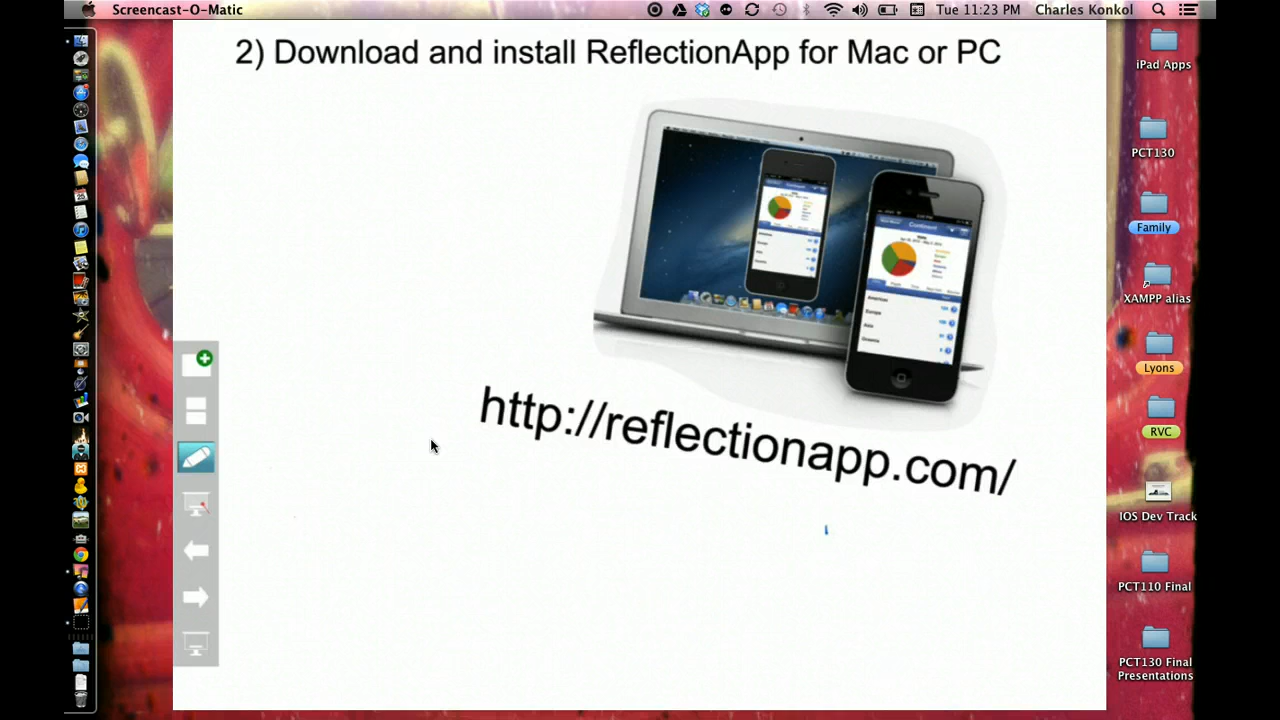 Screencast-O-Matic
Tue 11:23 PM Charles Konkol
2) Download and install ReflectionApp for Mac or PC
http://reflectionapp.com/
iPad Apps
PCT130
Family
XAMPP alias
Lyons
RVC
IOS Dev Track
PCT110 Final
PCT130 Final
Presentations